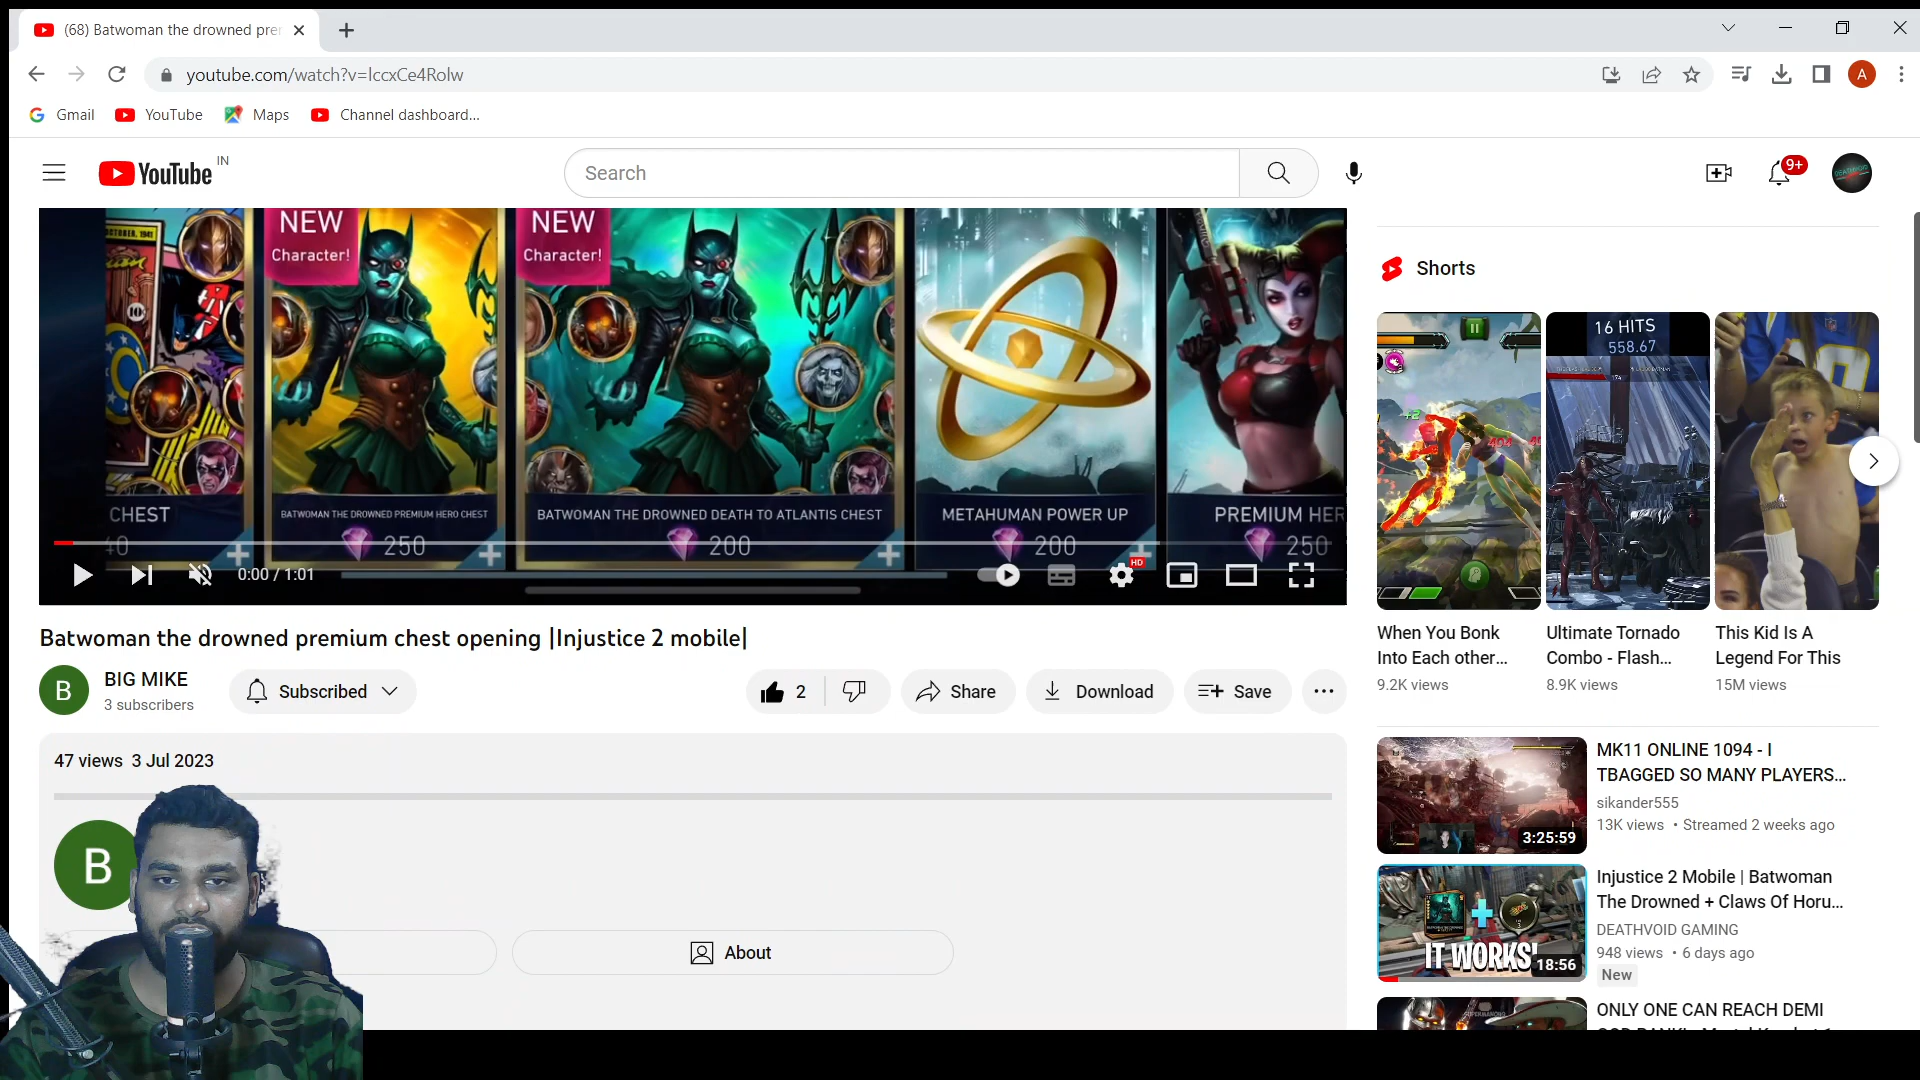 (68) Batwoman the drowned pre
youtube.com/watch?v=lccxCe4Rolw
A
Gmail
YouTube
Maps
Channel dashboard...
YouTube IN
Search
9+
OCTOBER, 1941
10¢
NEW
Character!
NEW
Character!
CHEST
BATWOMAN THE DROWNED PREMIUM HERO CHEST
BATWOMAN THE DROWNED DEATH TO ATLANTIS CHEST
METAHUMAN POWER UP
PREMIUM HER
40
250
200
200
250
0:00 / 1:01
HD
Batwoman the drowned premium chest opening |Injustice 2 mobile|
B
BIG MIKE
3 subscribers
Subscribed
2
Share
Download
Save
47 views 3 Jul 2023
B
About
Shorts
16 HITS
558.67
When You Bonk
Into Each other...
9.2K views
Ultimate Tornado
Combo - Flash...
8.9K views
This Kid Is A
Legend For This
15M views
3:25:59
MK11 ONLINE 1094 - I
TBAGGED SO MANY PLAYERS...
sikander555
13K views • Streamed 2 weeks ago
IT WORKS'
18:56
Injustice 2 Mobile | Batwoman
The Drowned + Claws Of Horu...
DEATHVOID GAMING
948 views • 6 days ago
New
ONLY ONE CAN REACH DEMI